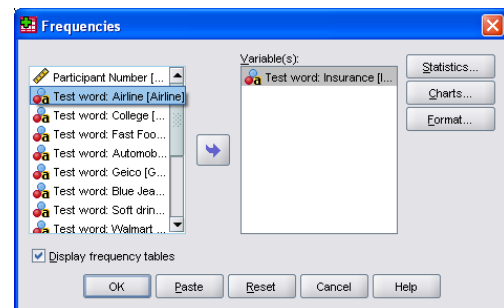 Frequencies
Variable(s):
Participant Number [...
Test word: Airline [Airline]
Test word: College [...
Test word: Fast Foo...
Test word: Automob...
Test word: Geico [G...
Test word: Blue Jea...
Test word: Soft drin...
Test word: Walmart ...
Test word: Insurance [I...
Statistics...
Charts...
Format...
Display frequency tables
OK
Paste
Reset
Cancel
Help